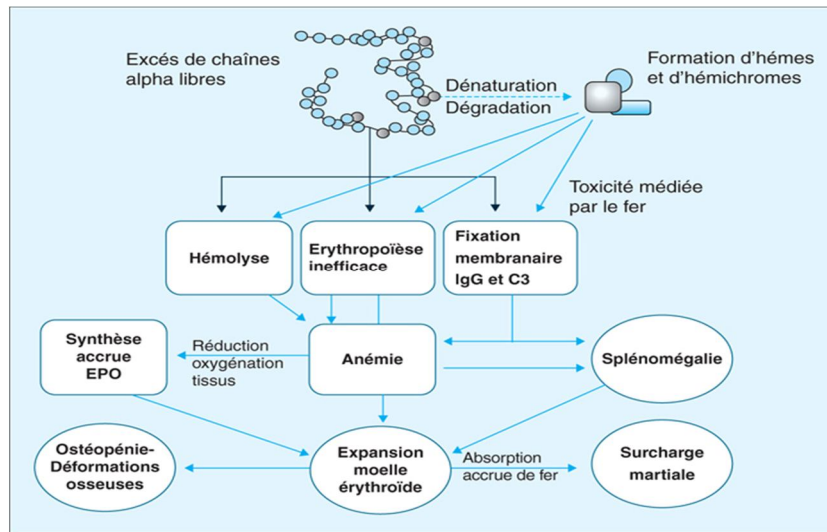 Excés de chaînes
alpha libres
Dénaturation
Dégradation
Formation d'hémes
et d'hémichromes
Toxicité médiée
par le fer
Hémolyse
Erythropoïèse
inefficace
Fixation
membranaire
IgG et C3
Synthèse
accrue
EPO
Réduction
oxygénation
tissus
Anémie
Splénomégalie
Ostéopénie-
Déformations
osseuses
Expansion
moelle
érythroïde
Absorption
accrue de fer
Surcharge
martiale